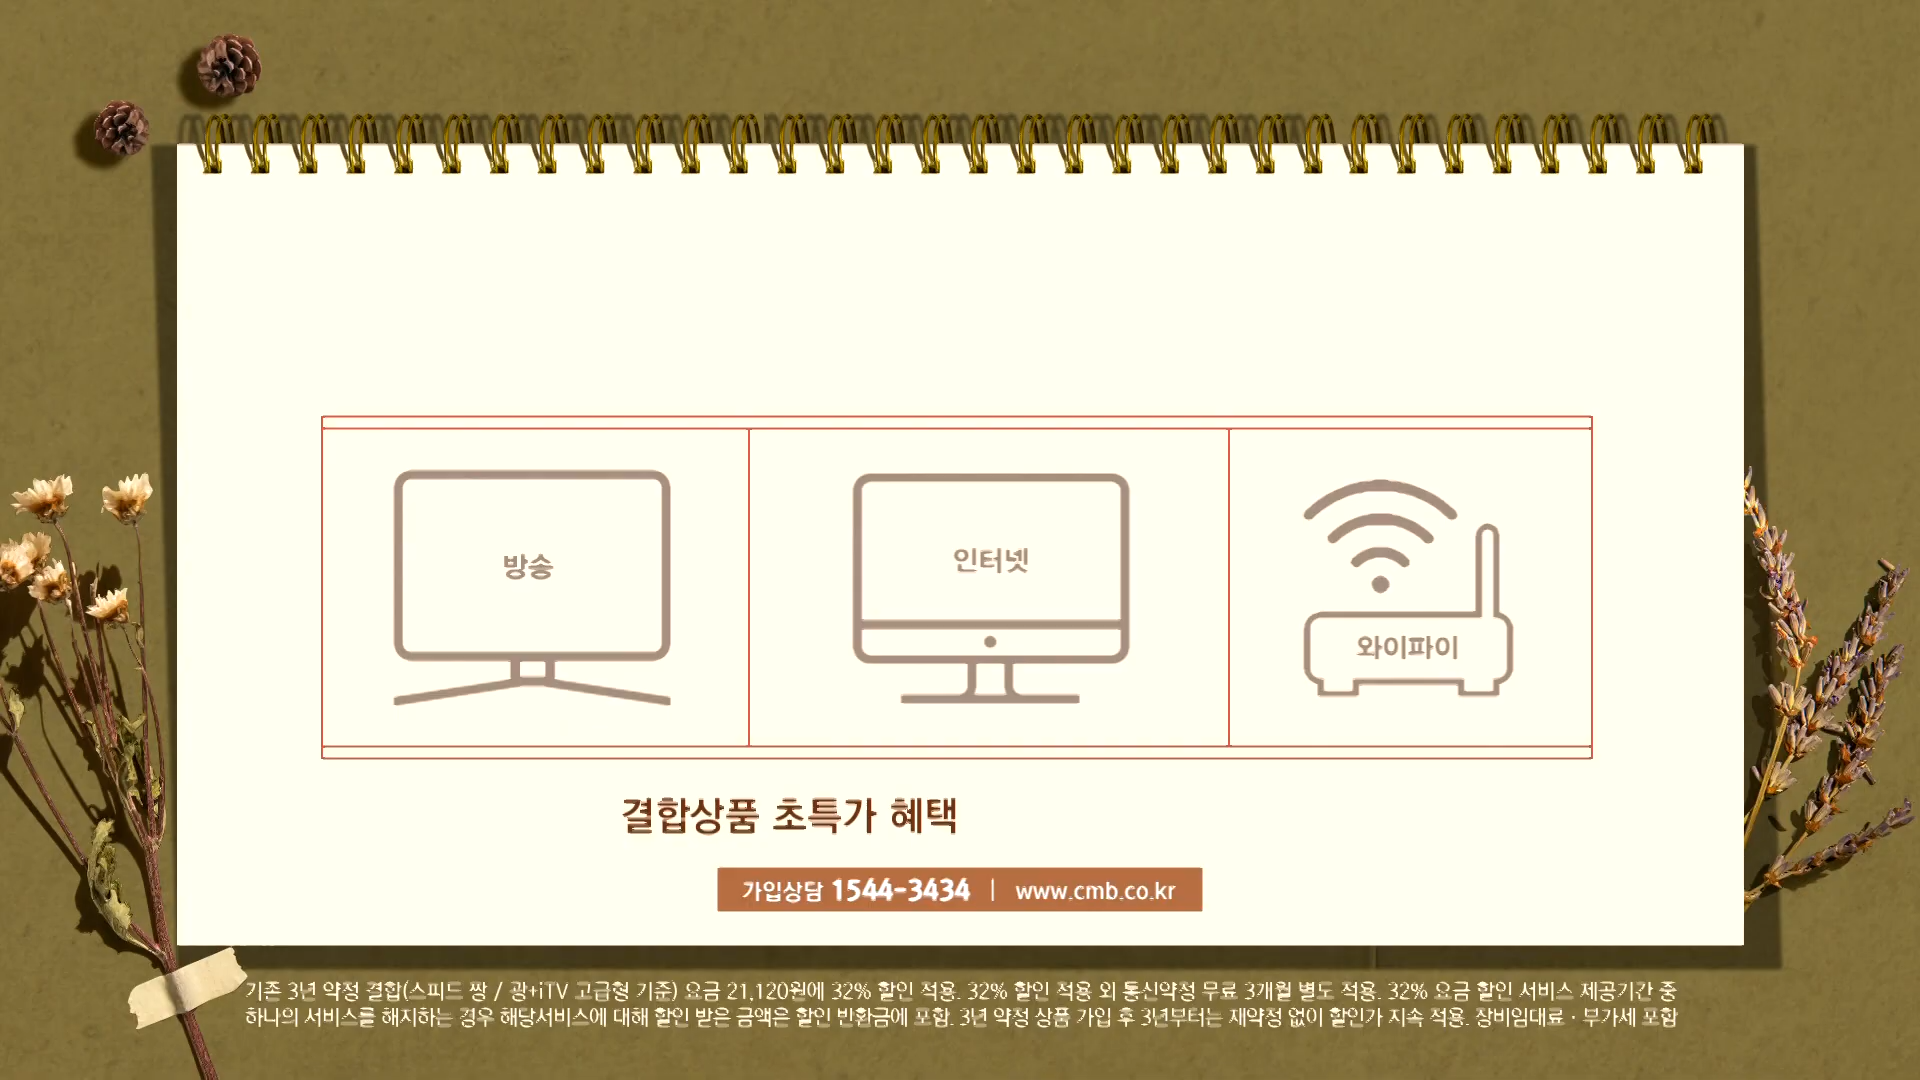 방송
인터넷
와이파이
결합상품 초특가 혜택
가입상담 1544-3434 | www.cmb.co.kr
기존 3년 약정 결합(스피드 짱 / 광+iTV 고급형 기준) 요금 21,120원에 32% 할인 적용. 32% 할인 적용 외 통신약정 무료 3개월 별도 적용. 32% 요금 할인 서비스 제공기간 중
하나의 서비스를 해지하는 경우 해당서비스에 대해 할인 받은 금액은 할인 반환금에 포함. 3년 약정 상품 가입 후 3년부터는 재약정 없이 할인가 지속 적용. 장비임대료 · 부가세 포함